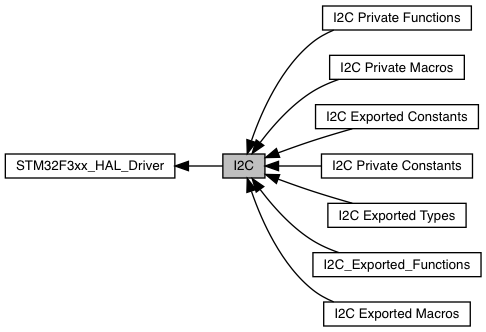 I2C Private Functions
I2C Private Macros
I2C Exported Constants
STM32F3xx_HAL_Driver
I2C
I2C Private Constants
I2C Exported Types
I2C_Exported_Functions
I2C Exported Macros